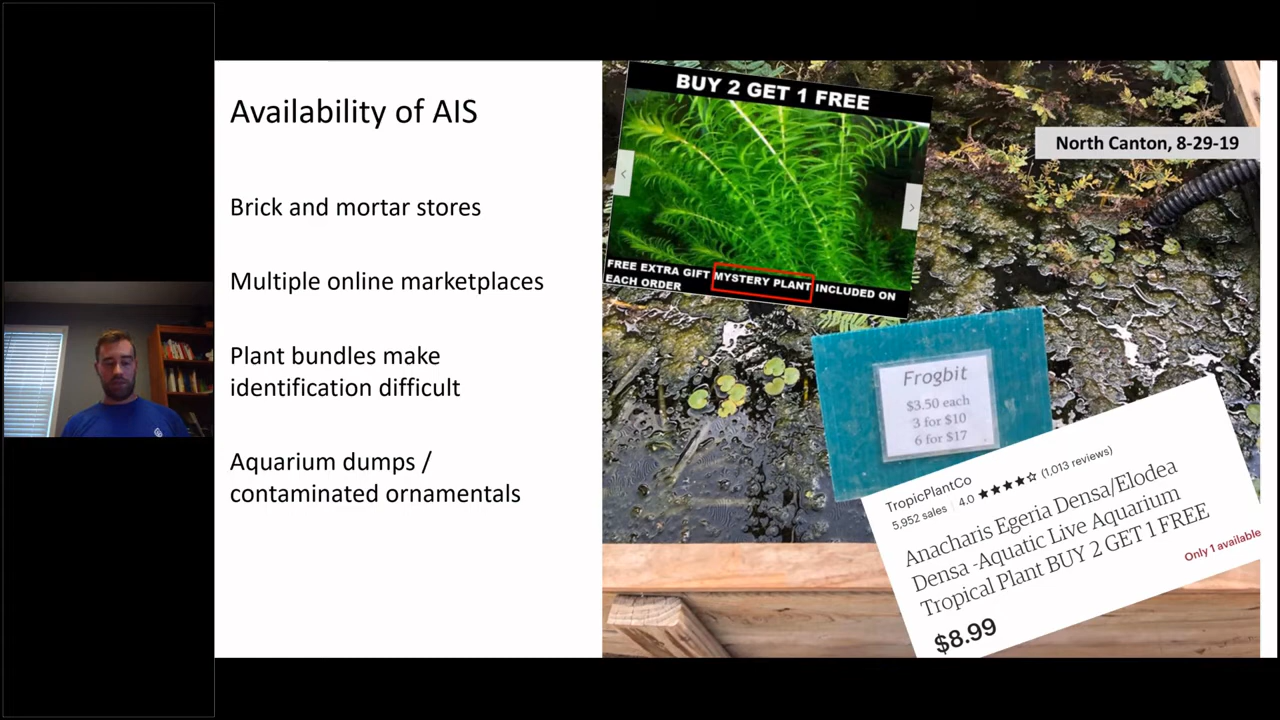 Availability of AIS
Brick and mortar stores
Multiple online marketplaces
Plant bundles make
identification difficult
Aquarium dumps /
contaminated ornamentals
BUY 2 GET 1 FREE
FREE EXTRA GIFT MYSTERY PLANT INCLUDED ON
EACH ORDER
North Canton, 8-29-19
Frogbit
$3.50 each
3 for $10
6 for $17
TropicPlantCo
5,952 sales | 4.0 ★★★★☆ (1,013 reviews)
Anacharis Egeria Densa/Elodea
Densa -Aquatic Live Aquarium
Tropical Plant BUY 2 GET 1 FREE
Only 1 available
$8.99